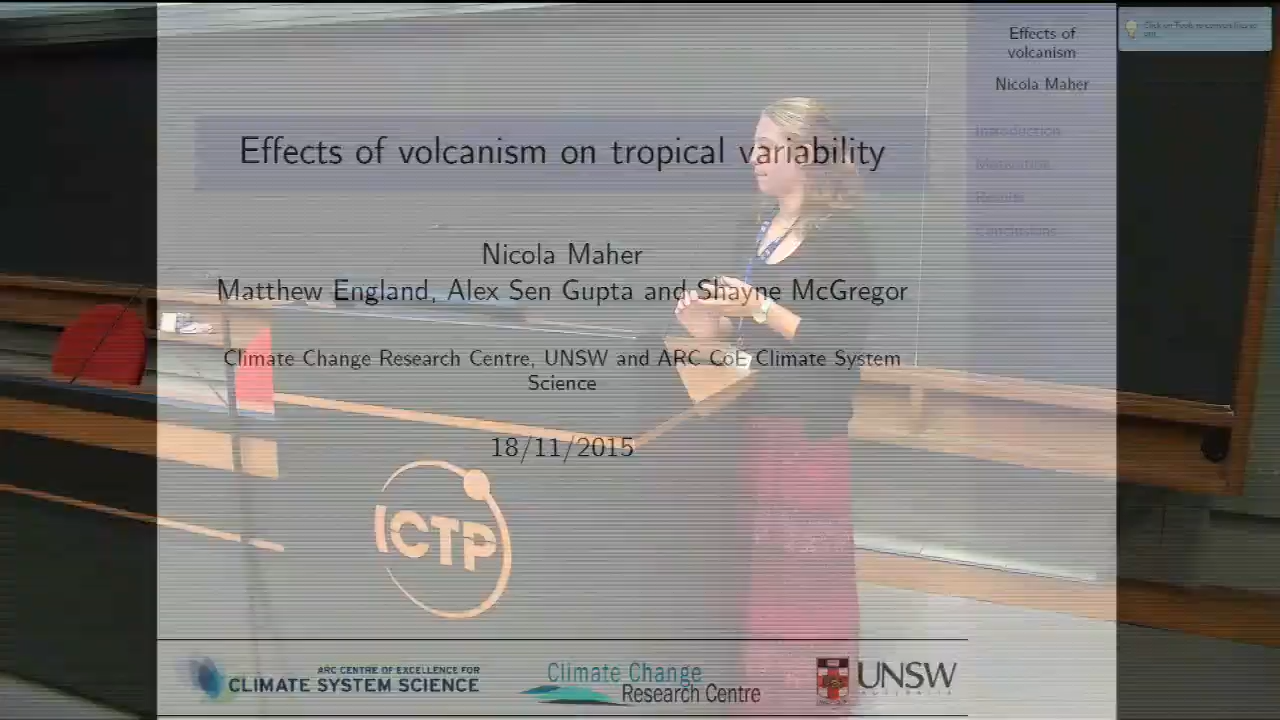 Effects of
volcanism
Nicola Maher
Introduction
Motivation
Results
Conclusions
Effects of volcanism on tropical variability
Nicola Maher
Matthew England, Alex Sen Gupta and Shayne McGregor
Climate Change Research Centre, UNSW and ARC CoE Climate System
Science
18/11/2015
ICTP
ARC CENTRE OF EXCELLENCE FOR
CLIMATE SYSTEM SCIENCE
Climate Change
Research Centre
UNSW
AUSTRALIA